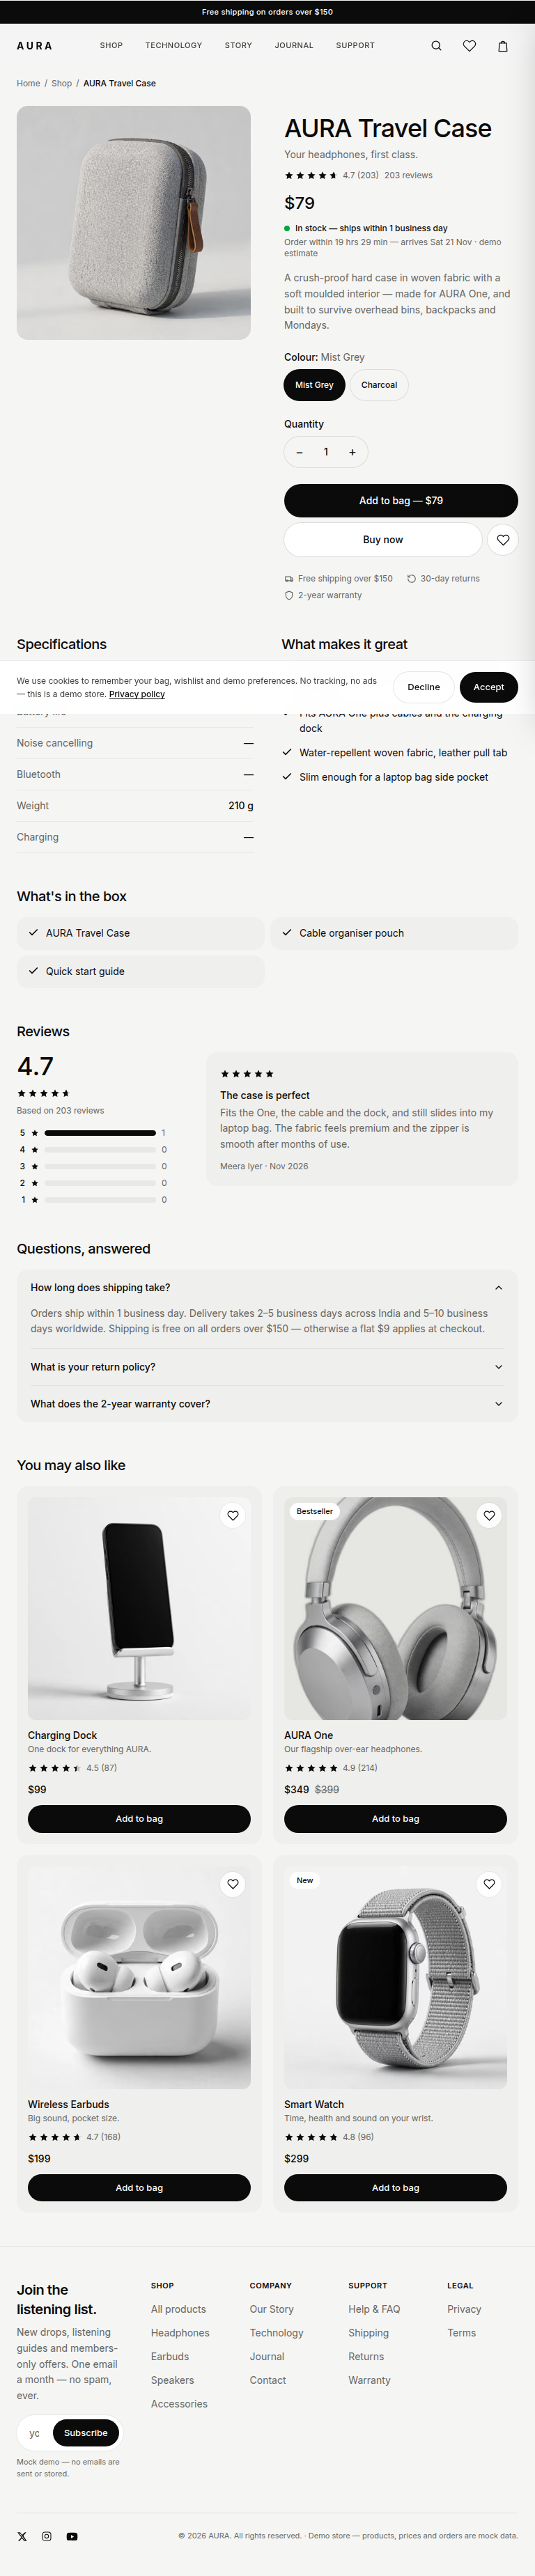 Free shipping on orders over $150
AURA
SHOP
TECHNOLOGY
STORY
JOURNAL
SUPPORT
Home / Shop / AURA Travel Case
AURA Travel Case
Your headphones, first class.
4.7 (203) 203 reviews
$79
In stock — ships within 1 business day
Order within 19 hrs 29 min — arrives Sat 21 Nov · demo
estimate
A crush-proof hard case in woven fabric with a
soft moulded interior — made for AURA One, and
built to survive overhead bins, backpacks and
Mondays.
Colour: Mist Grey
Mist Grey
Charcoal
Quantity
− 1 +
Add to bag — $79
Buy now
Free shipping over $150
30-day returns
2-year warranty
Specifications
What makes it great
We use cookies to remember your bag, wishlist and demo preferences. No tracking, no ads
— this is a demo store. Privacy policy
Decline
Accept
Fits AURA One plus cables and the charging
dock
Noise cancelling —
Water-repellent woven fabric, leather pull tab
Bluetooth —
Slim enough for a laptop bag side pocket
Weight 210 g
Charging —
What's in the box
AURA Travel Case
Cable organiser pouch
Quick start guide
Reviews
4.7
Based on 203 reviews
5 1
4 0
3 0
2 0
1 0
The case is perfect
Fits the One, the cable and the dock, and still slides into my
laptop bag. The fabric feels premium and the zipper is
smooth after months of use.
Meera Iyer · Nov 2026
Questions, answered
How long does shipping take?
Orders ship within 1 business day. Delivery takes 2–5 business days across India and 5–10 business
days worldwide. Shipping is free on all orders over $150 — otherwise a flat $9 applies at checkout.
What is your return policy?
What does the 2-year warranty cover?
You may also like
Charging Dock
One dock for everything AURA.
4.5 (87)
$99
Add to bag
Bestseller
AURA One
Our flagship over-ear headphones.
4.9 (214)
$349 $399
Add to bag
Wireless Earbuds
Big sound, pocket size.
4.7 (168)
$199
Add to bag
New
Smart Watch
Time, health and sound on your wrist.
4.8 (96)
$299
Add to bag
Join the
listening list.
New drops, listening
guides and members-
only offers. One email
a month — no spam,
ever.
Subscribe
Mock demo — no emails are
sent or stored.
SHOP
All products
Headphones
Earbuds
Speakers
Accessories
COMPANY
Our Story
Technology
Journal
Contact
SUPPORT
Help & FAQ
Shipping
Returns
Warranty
LEGAL
Privacy
Terms
© 2026 AURA. All rights reserved. · Demo store — products, prices and orders are mock data.